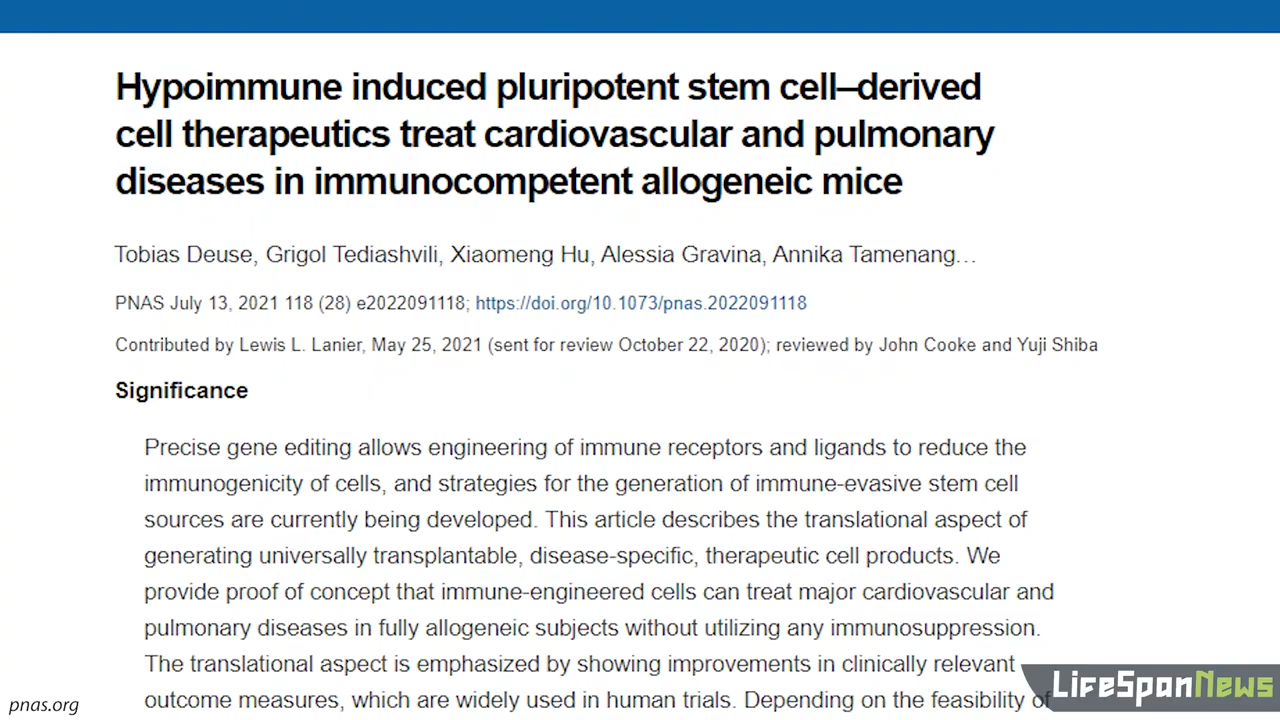 Hypoimmune induced pluripotent stem cell–derived
cell therapeutics treat cardiovascular and pulmonary
diseases in immunocompetent allogeneic mice
Tobias Deuse, Grigol Tediashvili, Xiaomeng Hu, Alessia Gravina, Annika Tamenang…
PNAS July 13, 2021 118 (28) e2022091118; https://doi.org/10.1073/pnas.2022091118
Contributed by Lewis L. Lanier, May 25, 2021 (sent for review October 22, 2020); reviewed by John Cooke and Yuji Shiba
Significance
Precise gene editing allows engineering of immune receptors and ligands to reduce the
immunogenicity of cells, and strategies for the generation of immune-evasive stem cell
sources are currently being developed. This article describes the translational aspect of
generating universally transplantable, disease-specific, therapeutic cell products. We
provide proof of concept that immune-engineered cells can treat major cardiovascular and
pulmonary diseases in fully allogeneic subjects without utilizing any immunosuppression.
The translational aspect is emphasized by showing improvements in clinically relevant
outcome measures, which are widely used in human trials. Depending on the feasibility of
LifeSpanNews
pnas.org